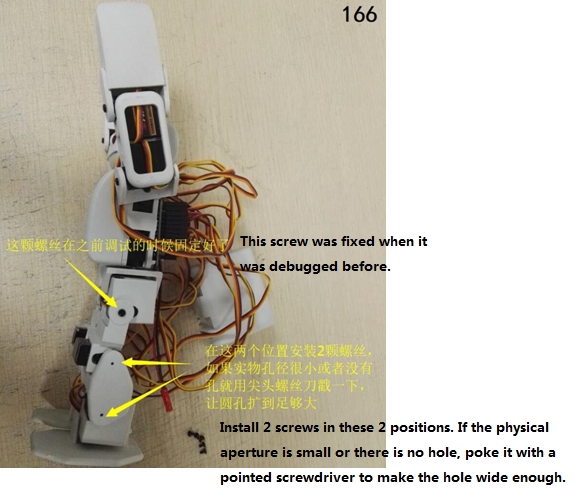 166
这颗螺丝在之前调试的时候固定好了
This screw was fixed when it
was debugged before.
在这两个位置安装2颗螺丝，
如果实物孔径很小或者没有
孔就用尖头螺丝刀戳一下，
让圆孔扩到足够大
Install 2 screws in these 2 positions. If the physical
aperture is small or there is no hole, poke it with a
pointed screwdriver to make the hole wide enough.